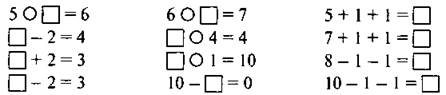 5 ○ □ = 6
□ − 2 = 4
□ + 2 = 3
□ − 2 = 3
6 ○ □ = 7
□ ○ 4 = 4
□ ○ 1 = 10
10 − □ = 0
5 + 1 + 1 = □
7 + 1 + 1 = □
8 − 1 − 1 = □
10 − 1 − 1 = □